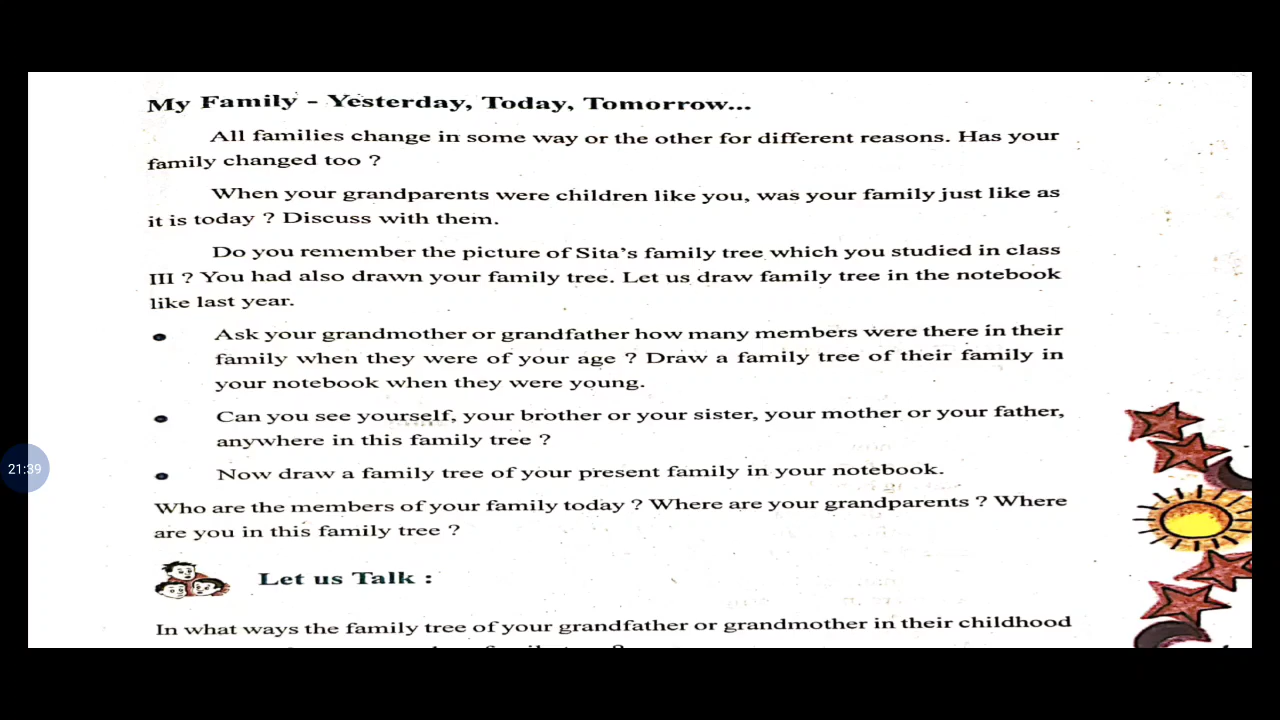 My Family - Yesterday, Today, Tomorrow...
All families change in some way or the other for different reasons. Has your
family changed too ?
When your grandparents were children like you, was your family just like as
it is today ? Discuss with them.
Do you remember the picture of Sita's family tree which you studied in class
III ? You had also drawn your family tree. Let us draw family tree in the notebook
like last year.
• Ask your grandmother or grandfather how many members were there in their
family when they were of your age ? Draw a family tree of their family in
your notebook when they were young.
• Can you see yourself, your brother or your sister, your mother or your father,
anywhere in this family tree ?
• Now draw a family tree of your present family in your notebook.
21:39
Who are the members of your family today ? Where are your grandparents ? Where
are you in this family tree ?
Let us Talk :
In what ways the family tree of your grandfather or grandmother in their childhood